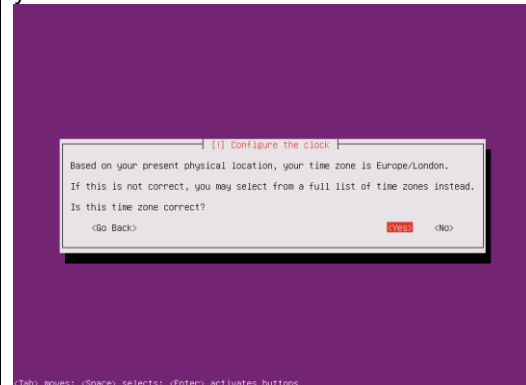 [!] Configure the clock
Based on your present physical location, your time zone is Europe/London.
If this is not correct, you may select from a full list of time zones instead.
Is this time zone correct?
<Go Back> <Yes> <No>
<Tab> moves; <Space> selects; <Enter> activates buttons